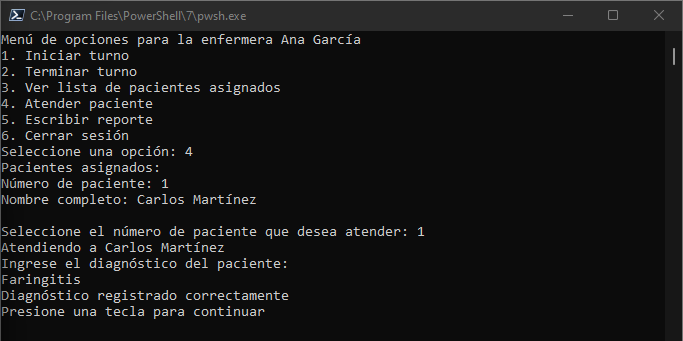 C:\Program Files\PowerShell\7\pwsh.exe
Menú de opciones para la enfermera Ana García
1. Iniciar turno
2. Terminar turno
3. Ver lista de pacientes asignados
4. Atender paciente
5. Escribir reporte
6. Cerrar sesión
Seleccione una opción: 4
Pacientes asignados:
Número de paciente: 1
Nombre completo: Carlos Martínez
Seleccione el número de paciente que desea atender: 1
Atendiendo a Carlos Martínez
Ingrese el diagnóstico del paciente:
Faringitis
Diagnóstico registrado correctamente
Presione una tecla para continuar